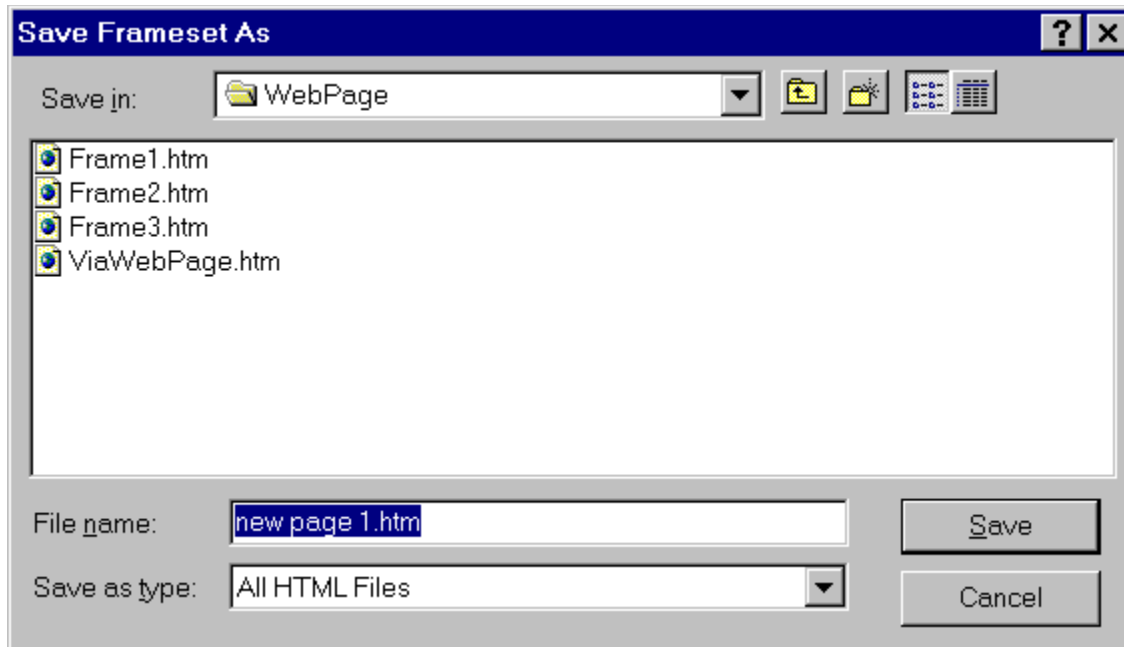 Save Frameset As
Save in: WebPage
Frame1.htm
Frame2.htm
Frame3.htm
ViaWebPage.htm
File name: new page 1.htm Save
Save as type: All HTML Files Cancel